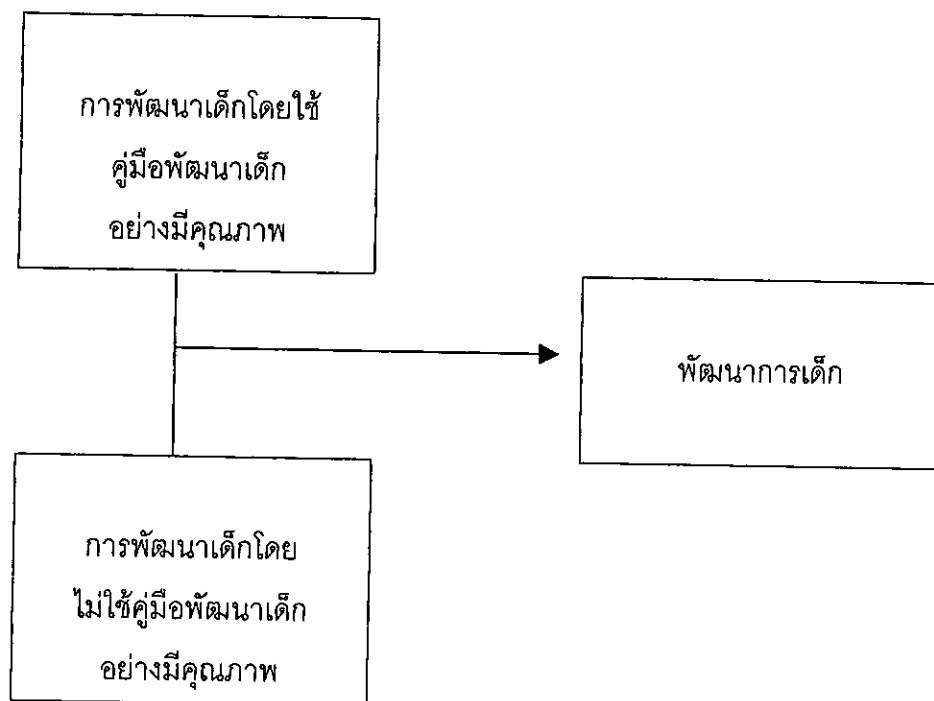 การพัฒนาเด็กโดยใช้
คู่มือพัฒนาเด็ก
อย่างมีคุณภาพ
พัฒนาการเด็ก
การพัฒนาเด็กโดย
ไม่ใช้คู่มือพัฒนาเด็ก
อย่างมีคุณภาพ